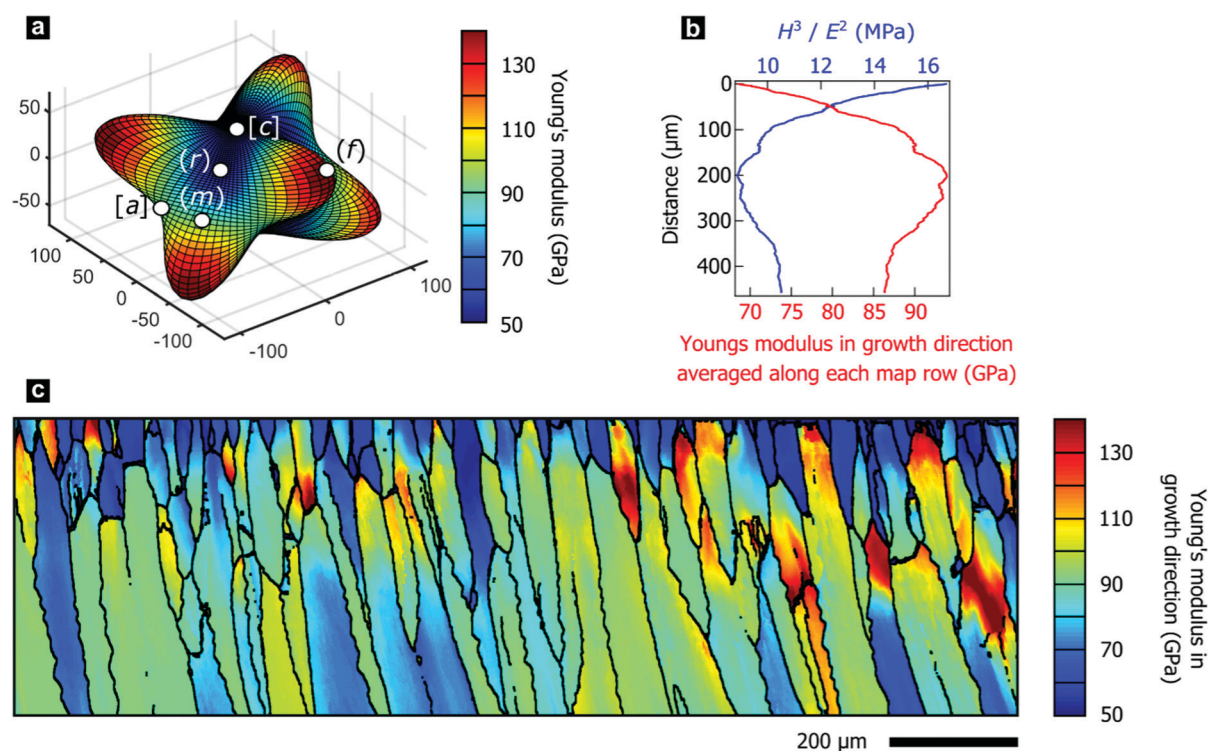 a
50
0
-50
100
50
0
-50
-100
-100
0
100
[c]
(r)
(f)
[a]
(m)
130
110
90
70
50
Young's modulus (GPa)
b
H³ / E² (MPa)
10 12 14 16
0
100
200
300
400
Distance (µm)
70 75 80 85 90
Youngs modulus in growth direction
averaged along each map row (GPa)
c
130
110
90
70
50
Young's modulus in
growth direction (GPa)
200 µm